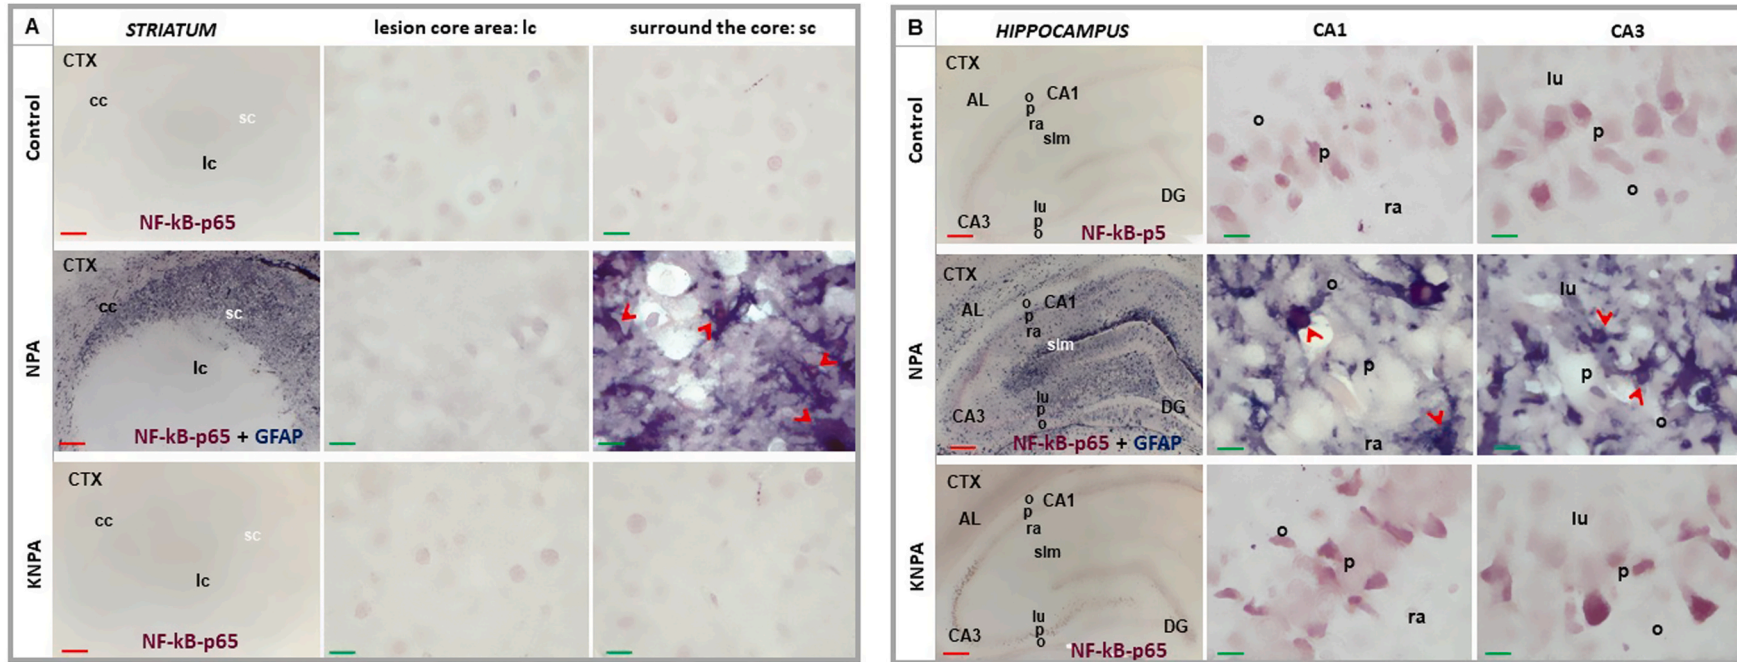 A STRIATUM lesion core area: lc surround the core: sc
Control
CTX
cc
sc
lc
NF-kB-p65
NPA
CTX
cc
sc
lc
NF-kB-p65 + GFAP
KNPA
CTX
cc
sc
lc
NF-kB-p65
B HIPPOCAMPUS CA1 CA3
Control
CTX
AL
o CA1
p
ra
slm
DG
lu
CA3 p
o
NF-kB-p5
o
p
ra
lu
p
o
NPA
CTX
AL
o CA1
p
ra
slm
lu
p DG
CA3
o
NF-kB-p65 + GFAP
o
p
ra
lu
p
o
KNPA
CTX
AL
o CA1
p
ra
slm
lu
p DG
CA3 o
NF-kB-p65
o
p
ra
lu
p
o